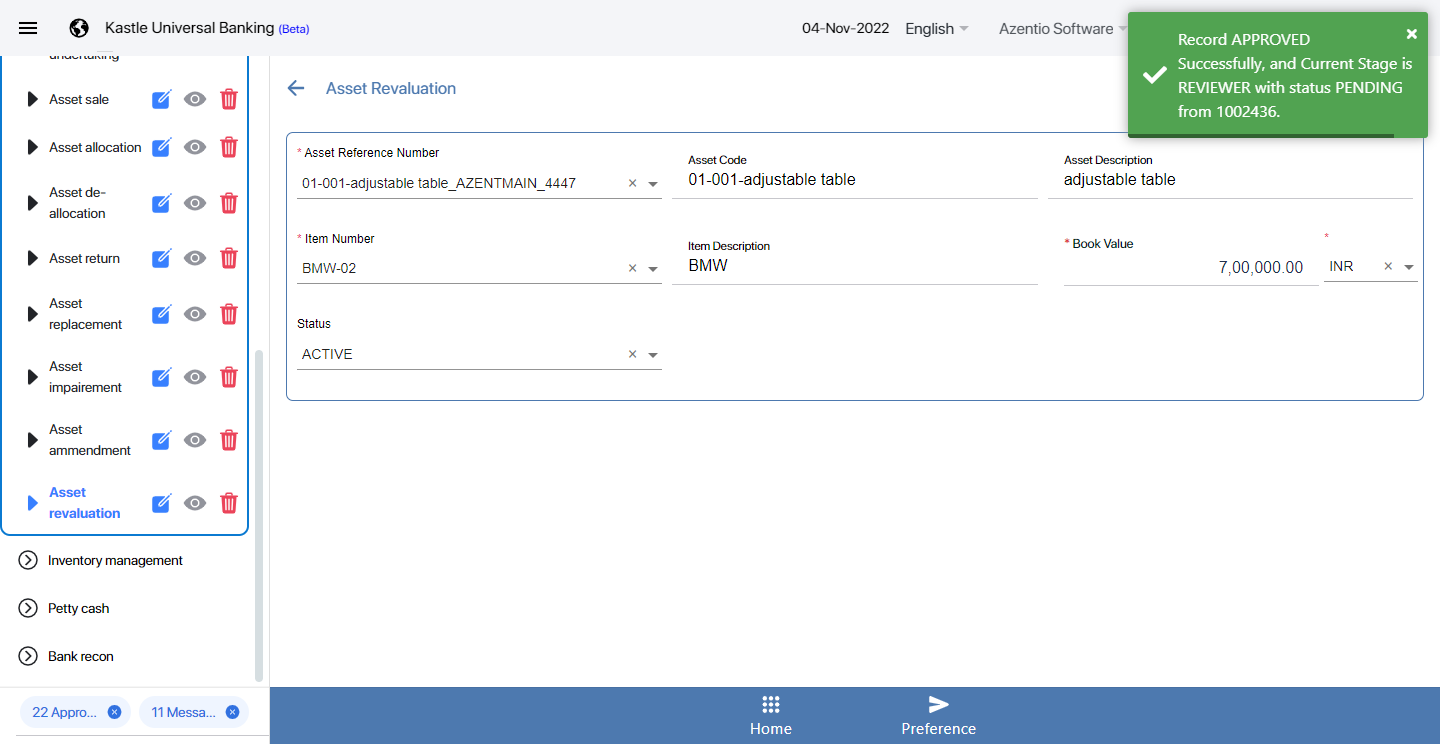 Kastle Universal Banking (Beta)
04-Nov-2022
English
Azentio Software
Record APPROVED
Successfully, and Current Stage is
REVIEWER with status PENDING
from 1002436.
undertaking
Asset sale
Asset allocation
Asset de-
allocation
Asset return
Asset
replacement
Asset
impairement
Asset
ammendment
Asset
revaluation
Inventory management
Petty cash
Bank recon
22 Appro...
11 Messa...
Asset Revaluation
* Asset Reference Number
01-001-adjustable table_AZENTMAIN_4447
Asset Code
01-001-adjustable table
Asset Description
adjustable table
* Item Number
BMW-02
Item Description
BMW
* Book Value
7,00,000.00
*
INR
Status
ACTIVE
Home
Preference